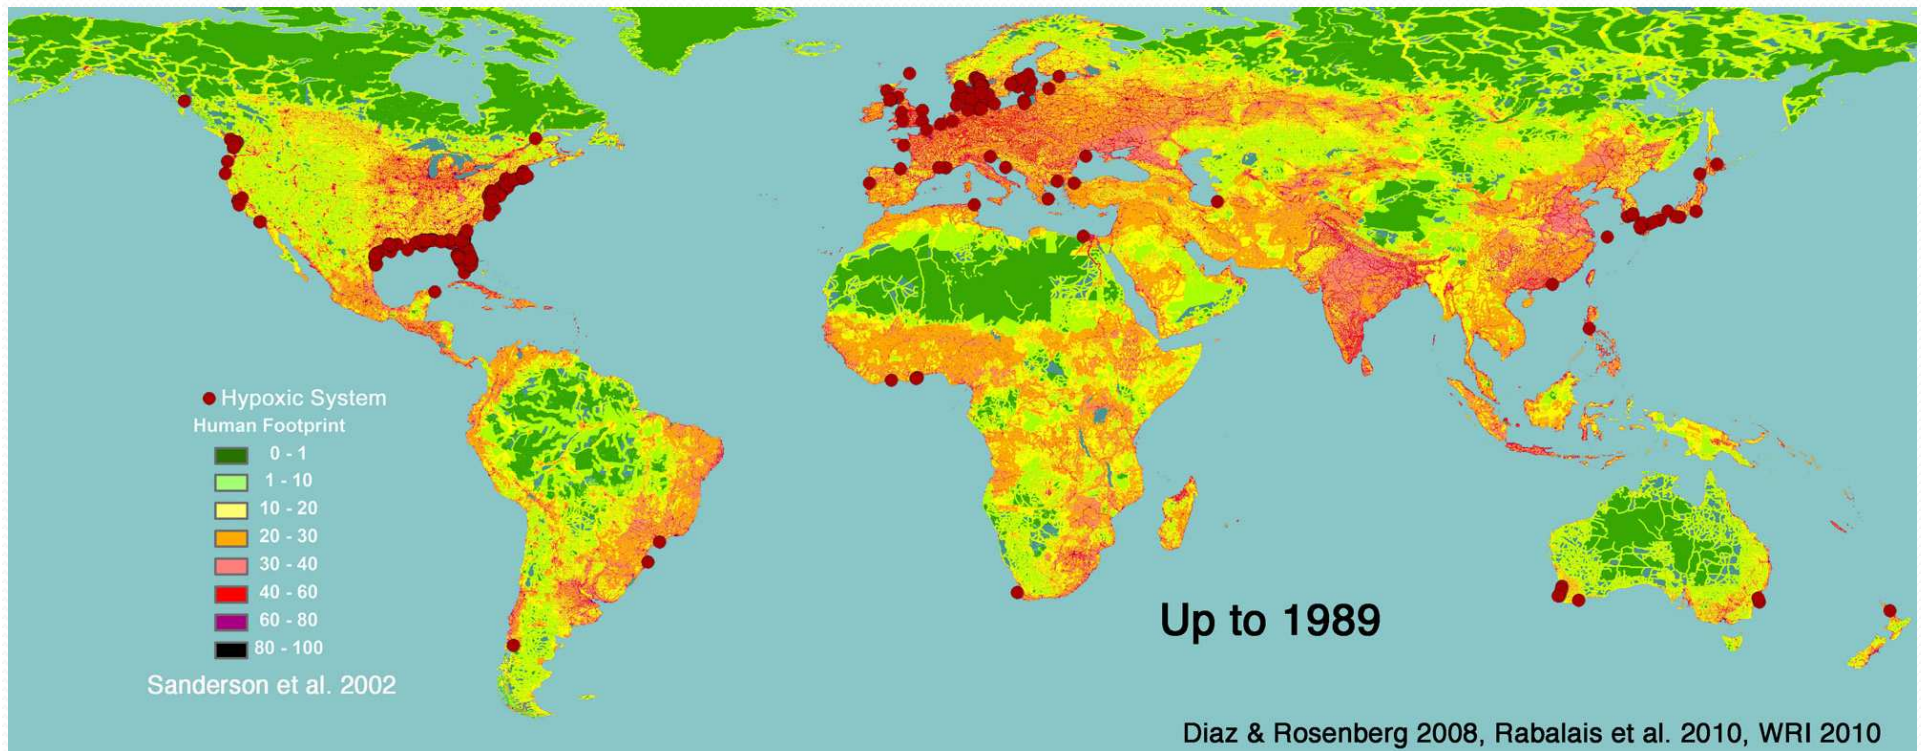 Hypoxic System
Human Footprint
0 - 1
1 - 10
10 - 20
20 - 30
30 - 40
40 - 60
60 - 80
80 - 100
Sanderson et al. 2002
Up to 1989
Diaz & Rosenberg 2008, Rabalais et al. 2010, WRI 2010